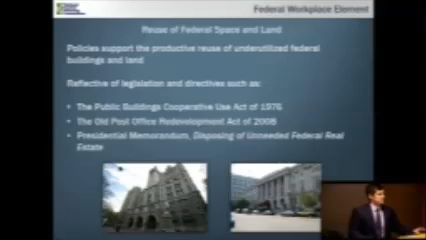 Federal Workplace Element
Reuse of Federal Space and Land
Policies support the productive reuse of underutilized federal
buildings and land
Reflective of legislation and directives such as:
• The Public Buildings Cooperative Use Act of 1976
• The Old Post Office Redevelopment Act of 2008
• Presidential Memorandum, Disposing of Unneeded Federal Real
Estate